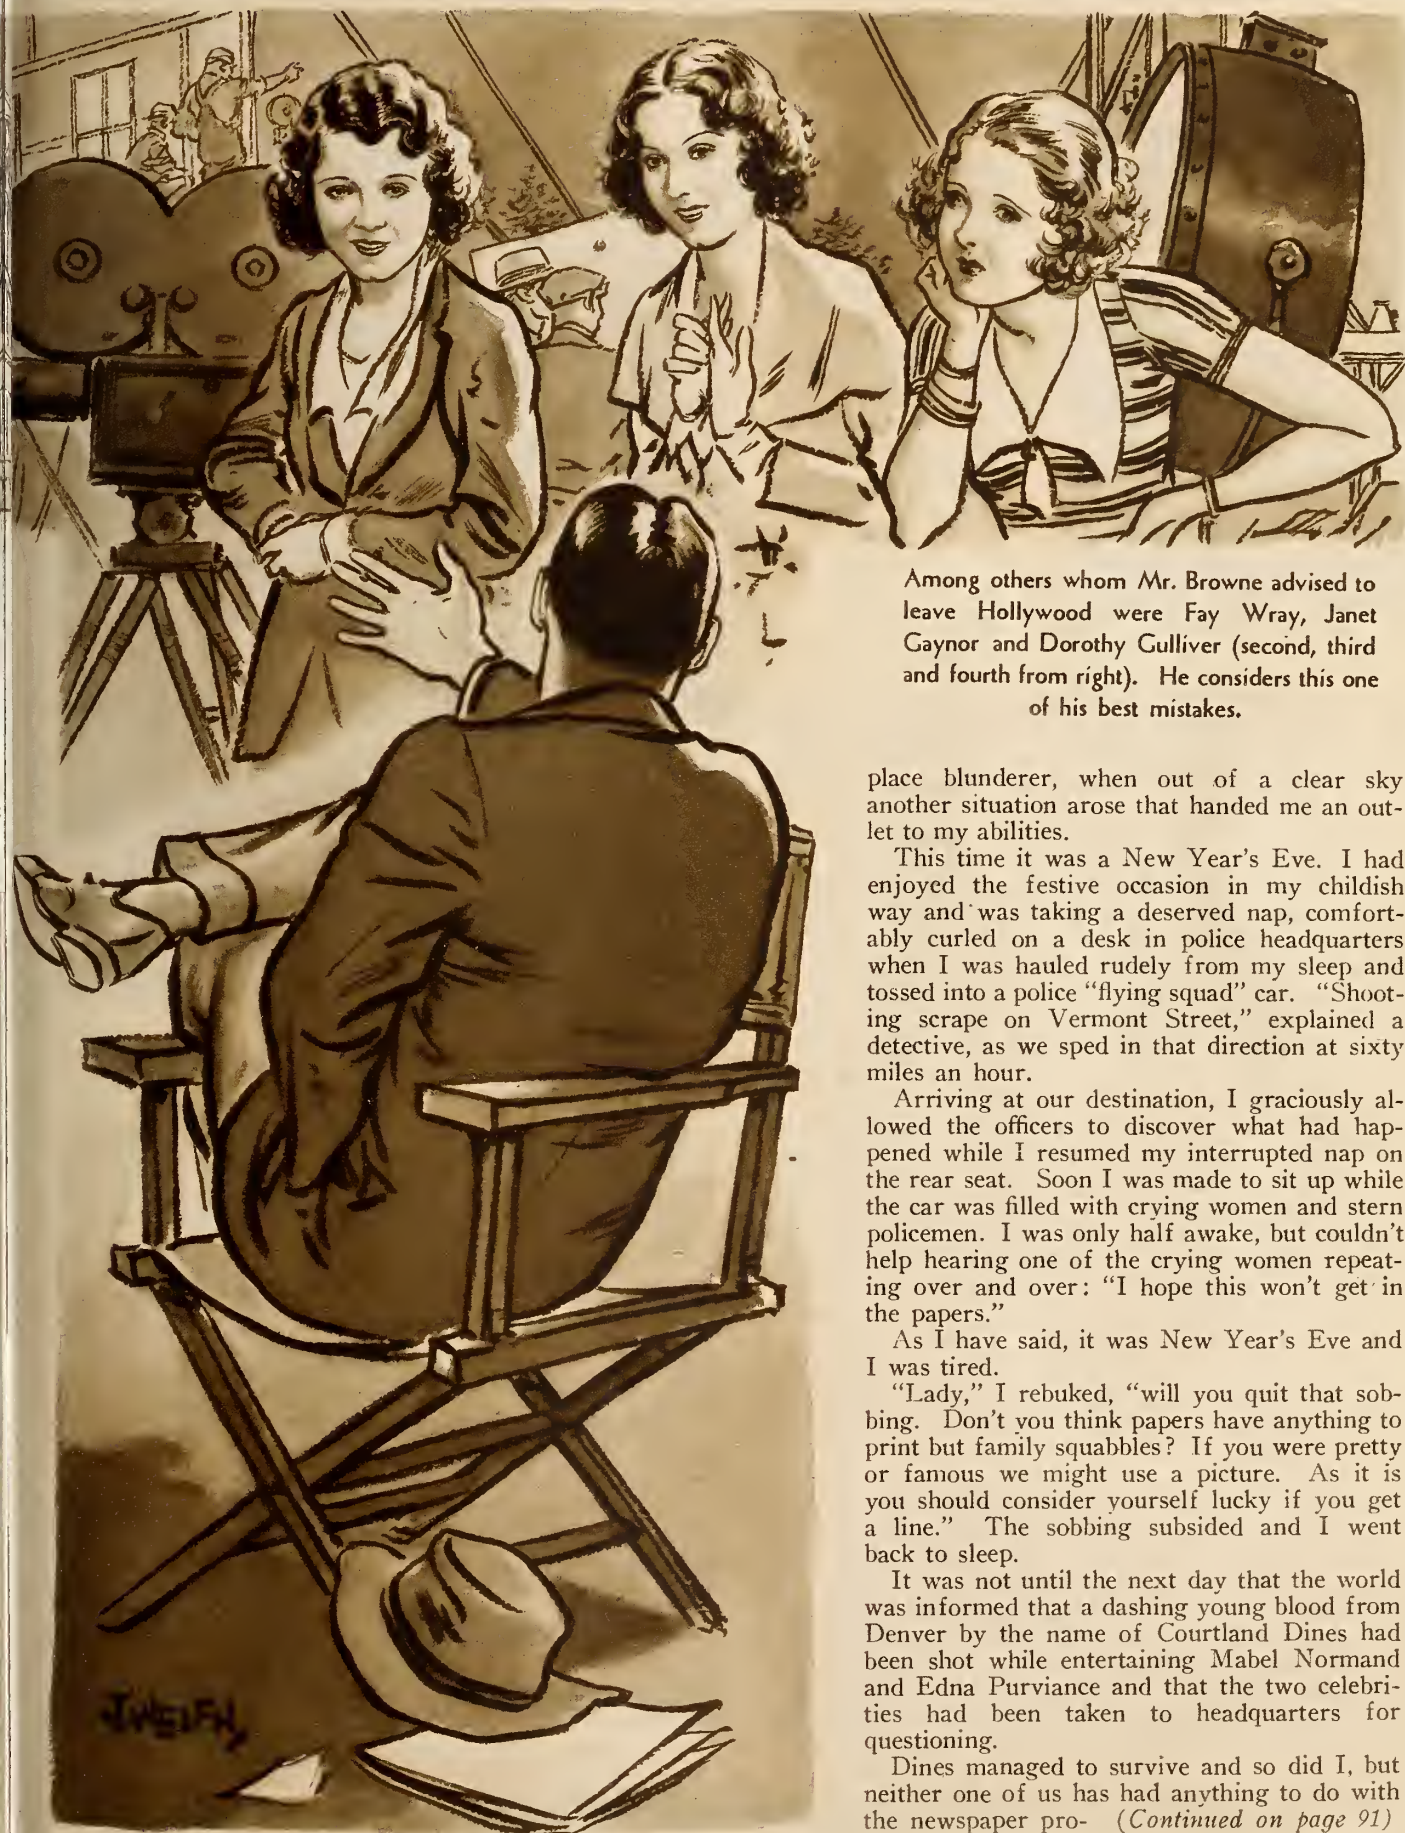 Among others whom Mr. Browne advised to
leave Hollywood were Fay Wray, Janet
Gaynor and Dorothy Gulliver (second, third
and fourth from right). He considers this one
of his best mistakes.
place blunderer, when out of a clear sky
another situation arose that handed me an out-
let to my abilities.
This time it was a New Year's Eve. I had
enjoyed the festive occasion in my childish
way and was taking a deserved nap, comfort-
ably curled on a desk in police headquarters
when I was hauled rudely from my sleep and
tossed into a police "flying squad" car. "Shoot-
ing scrape on Vermont Street," explained a
detective, as we sped in that direction at sixty
miles an hour.
Arriving at our destination, I graciously al-
lowed the officers to discover what had hap-
pened while I resumed my interrupted nap on
the rear seat. Soon I was made to sit up while
the car was filled with crying women and stern
policemen. I was only half awake, but couldn't
help hearing one of the crying women repeat-
ing over and over: "I hope this won't get in
the papers."
As I have said, it was New Year's Eve and
I was tired.
"Lady," I rebuked, "will you quit that sob-
bing. Don't you think papers have anything to
print but family squabbles? If you were pretty
or famous we might use a picture. As it is
you should consider yourself lucky if you get
a line." The sobbing subsided and I went
back to sleep.
It was not until the next day that the world
was informed that a dashing young blood from
Denver by the name of Courtland Dines had
been shot while entertaining Mabel Normand
and Edna Purviance and that the two celebri-
ties had been taken to headquarters for
questioning.
Dines managed to survive and so did I, but
neither one of us has had anything to do with
the newspaper pro- (Continued on page 91)